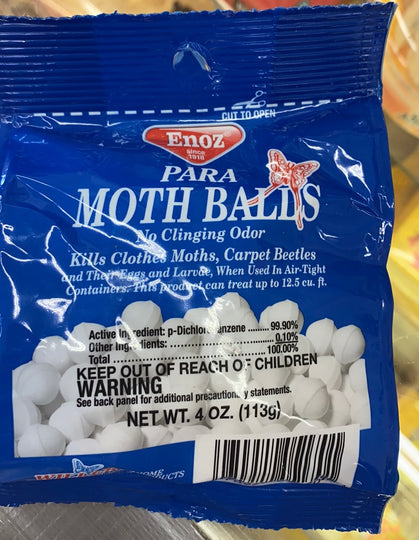 CUT TO OPEN
Enoz
since
1918
PARA
MOTH BALLS
No Clinging Odor
Kills Clothes Moths, Carpet Beetles
and Their Eggs and Larvae, When Used In Air-Tight
Containers. This product can treat up to 12.5 cu. ft.
Active Ingredient: p-Dichlorobenzene .......... 99.90%
Other Ingredients: .......................... 0.10%
Total .......................................... 100.00%
KEEP OUT OF REACH OF CHILDREN
WARNING
See back panel for additional precautionary statements.
NET WT. 4 OZ. (113g)
HOME
PRODUCTS